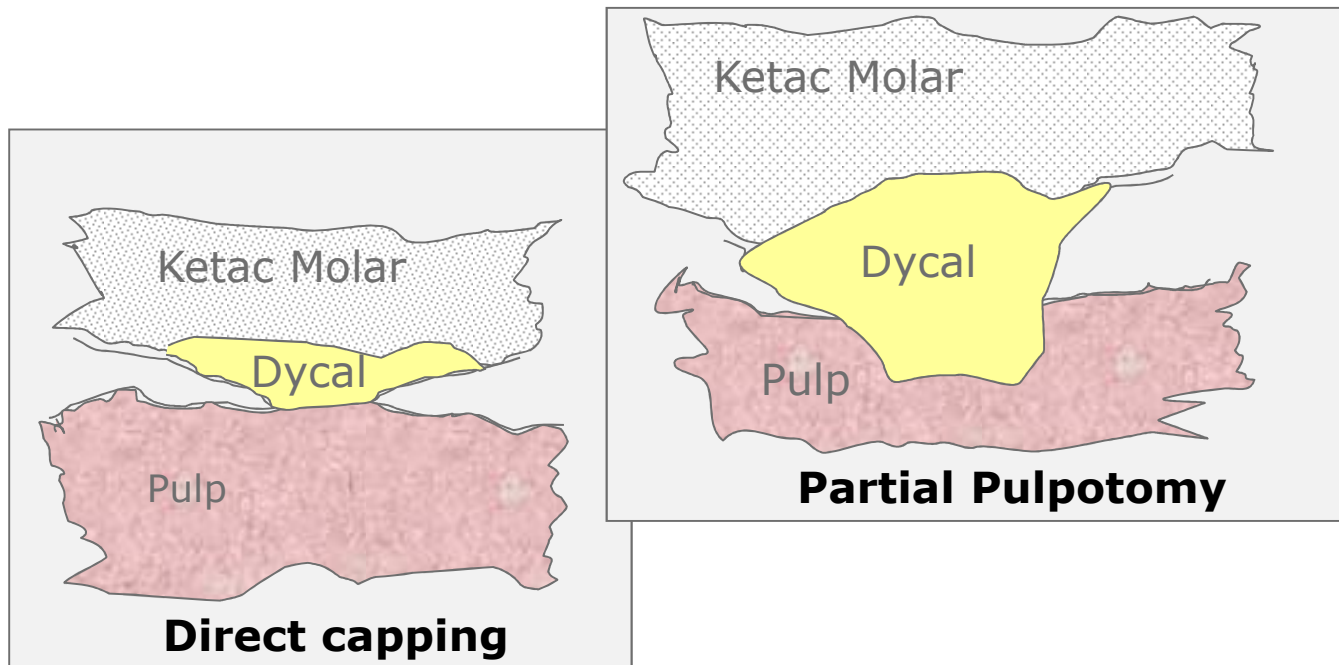 Ketac Molar
Dycal
Pulp
Direct capping
Ketac Molar
Dycal
Pulp
Partial Pulpotomy